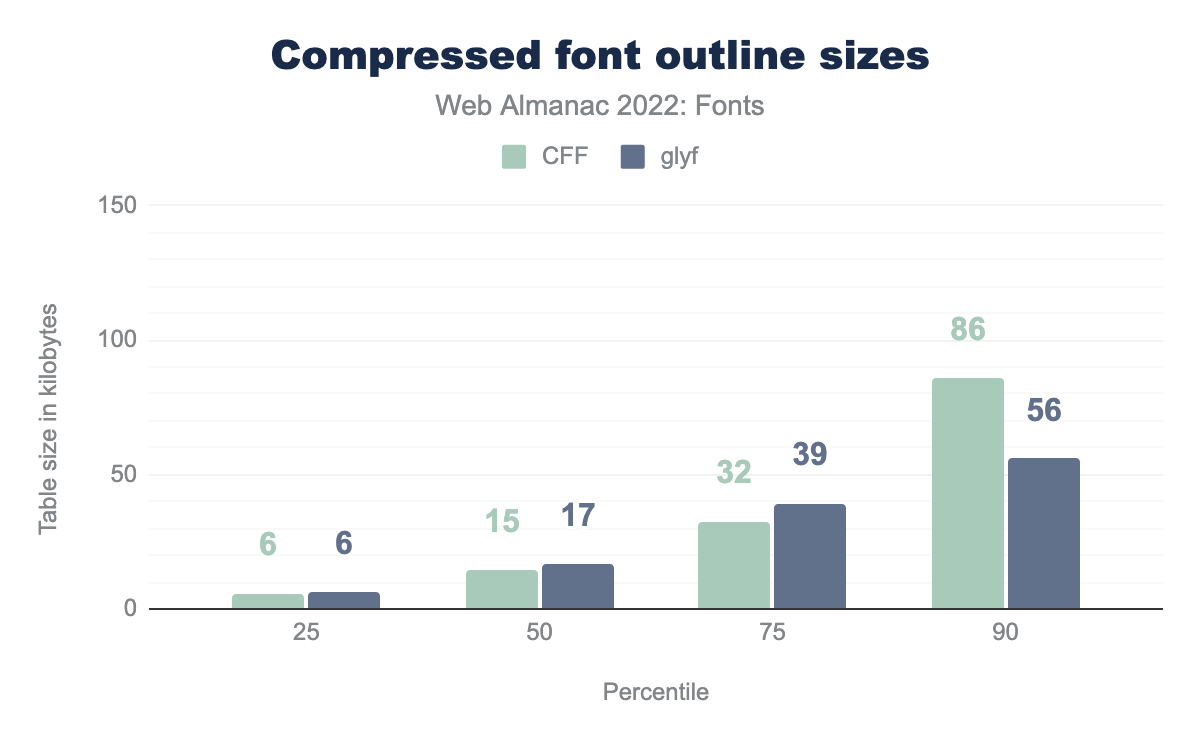 Compressed font outline sizes
Web Almanac 2022: Fonts
CFF glyf
150
100
50
0
Table size in kilobytes
6 6
15 17
32 39
86 56
25 50 75 90
Percentile